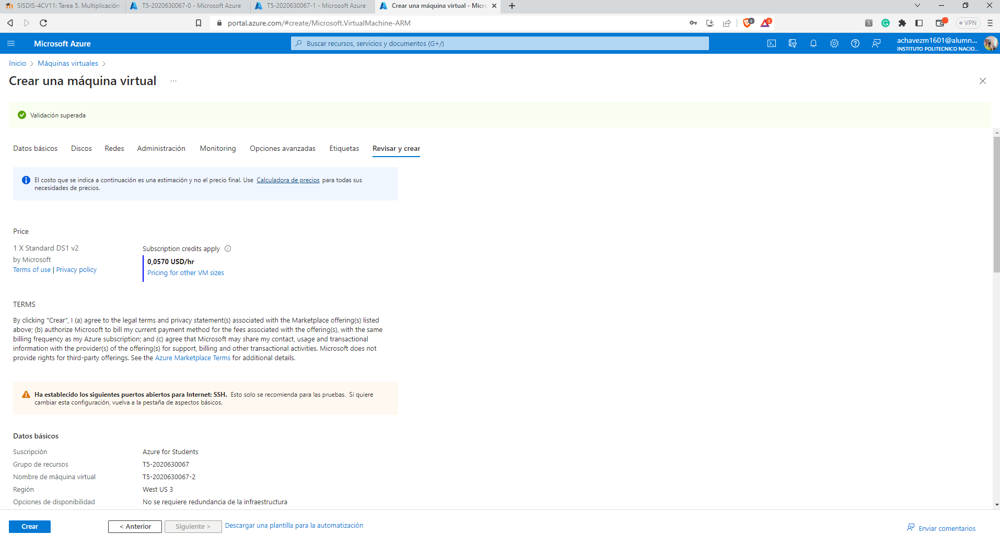 SISDIS-4CV11: Tarea 5. Multiplicación
T5-2020630067-0 - Microsoft Azure
T5-2020630067-1 - Microsoft Azure
Crear una máquina virtual - Micro
portal.azure.com/#create/Microsoft.VirtualMachine-ARM
2
3
VPN
Microsoft Azure
Buscar recursos, servicios y documentos (G+/)
achavezm1601@alumn...
INSTITUTO POLITECNICO NACIO...
Inicio > Máquinas virtuales >
Crear una máquina virtual ...
Validación superada
Datos básicos Discos Redes Administración Monitoring Opciones avanzadas Etiquetas Revisar y crear
El costo que se indica a continuación es una estimación y no el precio final. Use Calculadora de precios para todas sus
necesidades de precios.
Price
1 X Standard DS1 v2
by Microsoft
Terms of use | Privacy policy
Subscription credits apply
0,0570 USD/hr
Pricing for other VM sizes
TERMS
By clicking "Crear", I (a) agree to the legal terms and privacy statement(s) associated with the Marketplace offering(s) listed
above; (b) authorize Microsoft to bill my current payment method for the fees associated with the offering(s), with the same
billing frequency as my Azure subscription; and (c) agree that Microsoft may share my contact, usage and transactional
information with the provider(s) of the offering(s) for support, billing and other transactional activities. Microsoft does not
provide rights for third-party offerings. See the Azure Marketplace Terms for additional details.
Ha establecido los siguientes puertos abiertos para Internet: SSH. Esto solo se recomienda para las pruebas. Si quiere
cambiar esta configuración, vuelva a la pestaña de aspectos básicos.
Datos básicos
Suscripción Azure for Students
Grupo de recursos T5-2020630067
Nombre de máquina virtual T5-2020630067-2
Región West US 3
Opciones de disponibilidad No se requiere redundancia de la infraestructura
Crear
< Anterior
Siguiente >
Descargar una plantilla para la automatización
Enviar comentarios